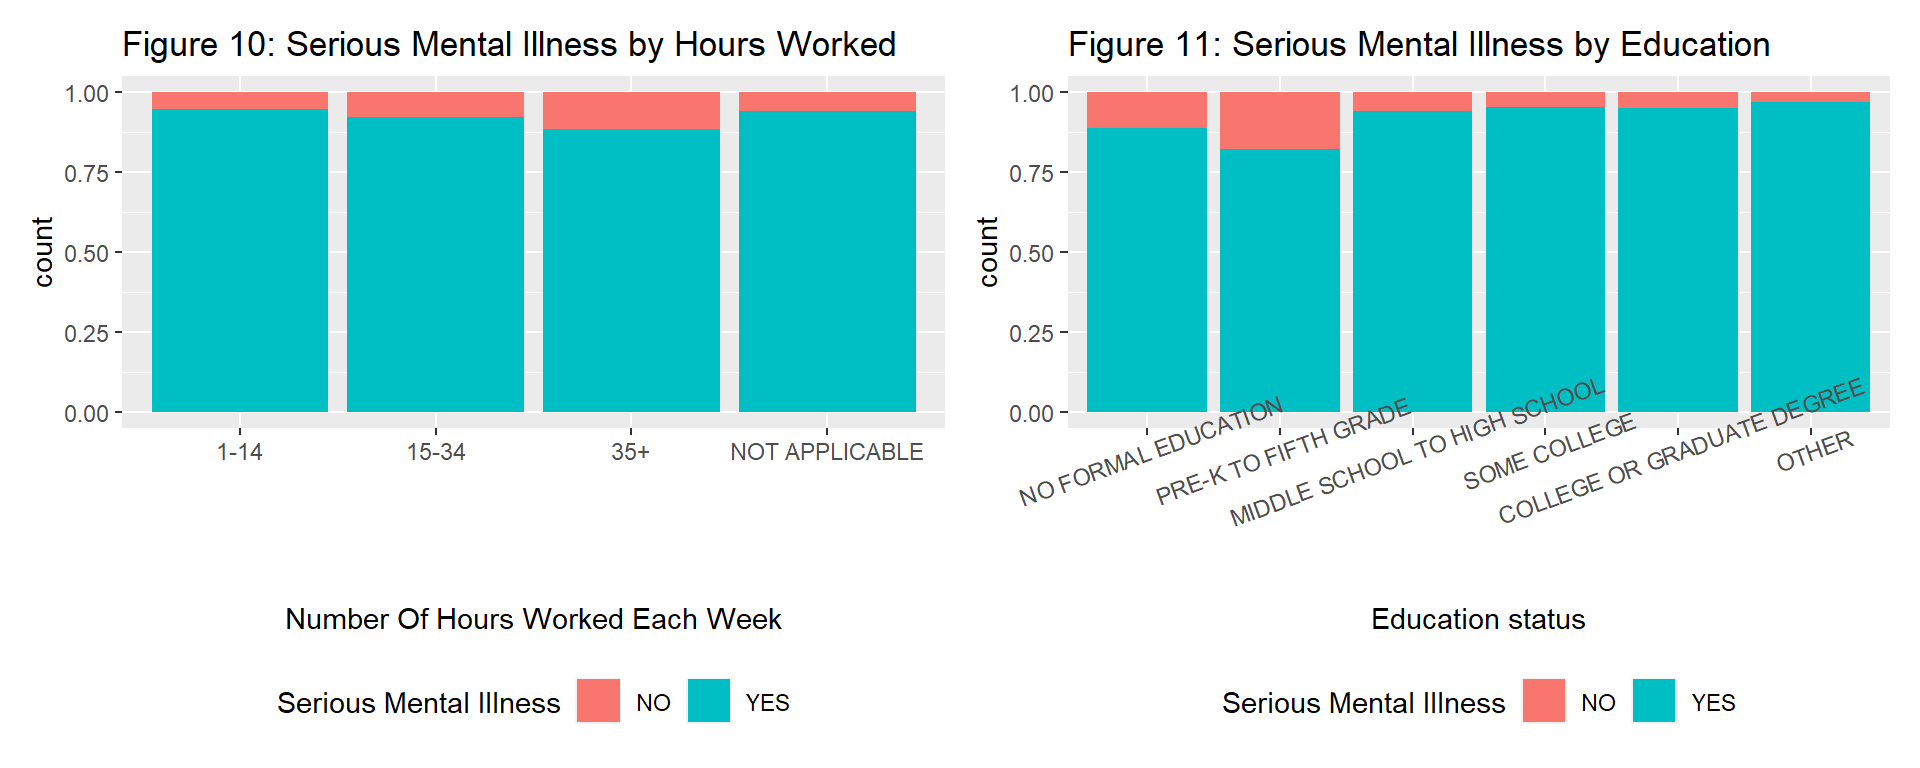 Figure 10: Serious Mental Illness by Hours Worked
count
1.00
0.75
0.50
0.25
0.00
1-14
15-34
35+
NOT APPLICABLE
Number Of Hours Worked Each Week
Serious Mental Illness
NO
YES
Figure 11: Serious Mental Illness by Education
count
1.00
0.75
0.50
0.25
0.00
NO FORMAL EDUCATION
PRE-K TO FIFTH GRADE
MIDDLE SCHOOL TO HIGH SCHOOL
SOME COLLEGE
COLLEGE OR GRADUATE DEGREE
OTHER
Education status
Serious Mental Illness
NO
YES